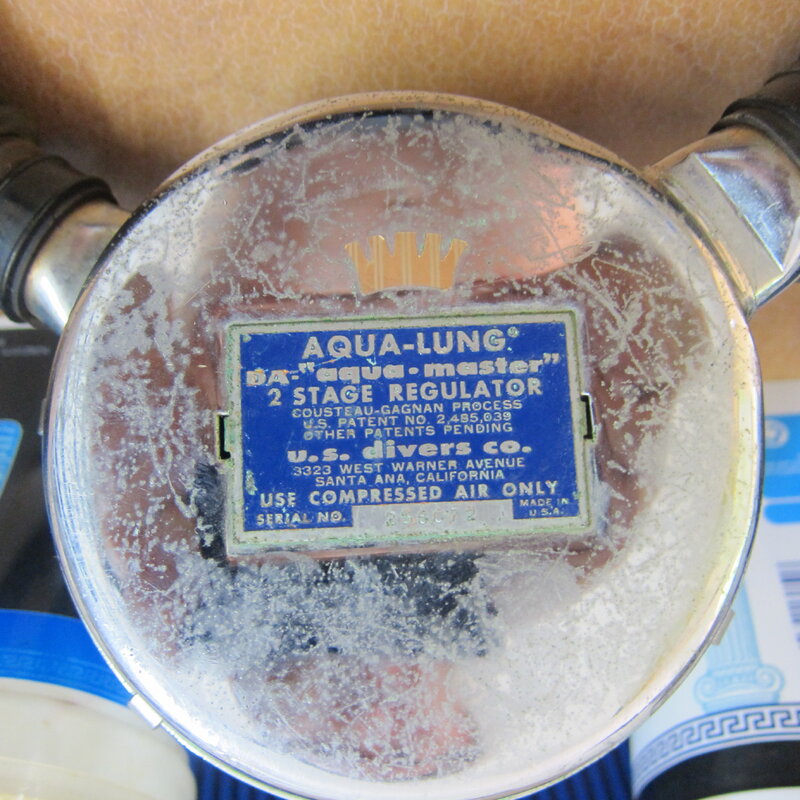 AQUA-LUNG®
DA-"aqua•master"
2 STAGE REGULATOR
COUSTEAU-GAGNAN PROCESS
U.S. PATENT NO. 2,485,039
OTHER PATENTS PENDING
u.s. divers co.
3323 WEST WARNER AVENUE
SANTA ANA, CALIFORNIA
USE COMPRESSED AIR ONLY
SERIAL NO.
MADE IN
U.S.A.